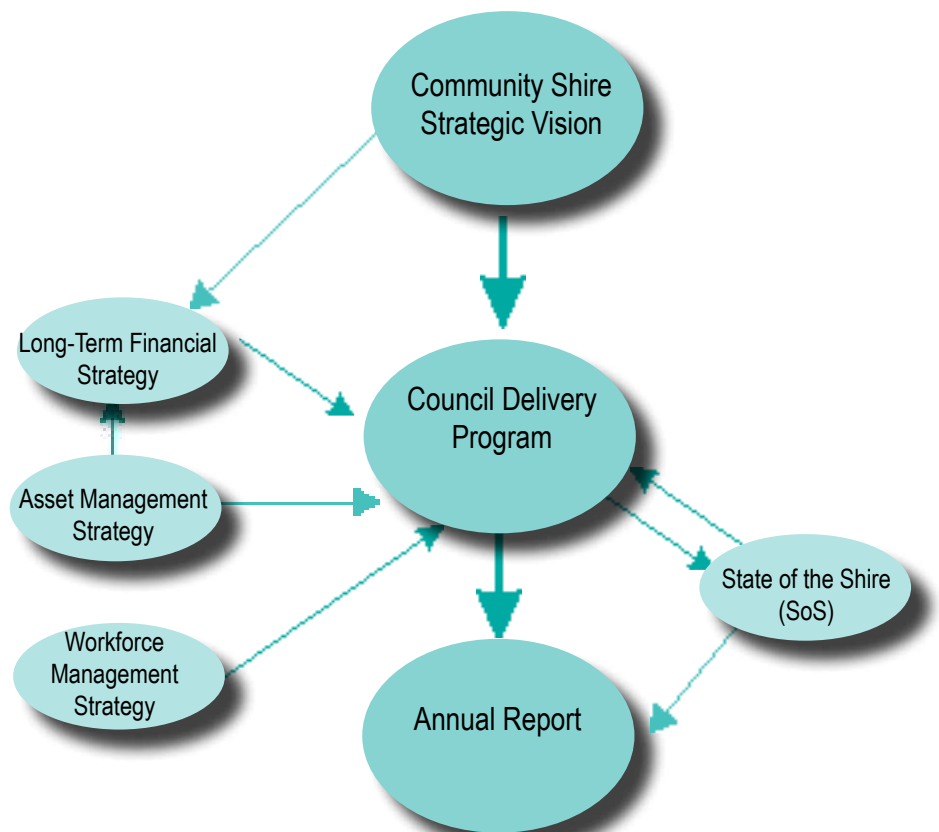 Community Shire
Strategic Vision
Long-Term Financial
Strategy
Council Delivery
Program
Asset Management
Strategy
State of the Shire
(SoS)
Workforce
Management
Strategy
Annual Report